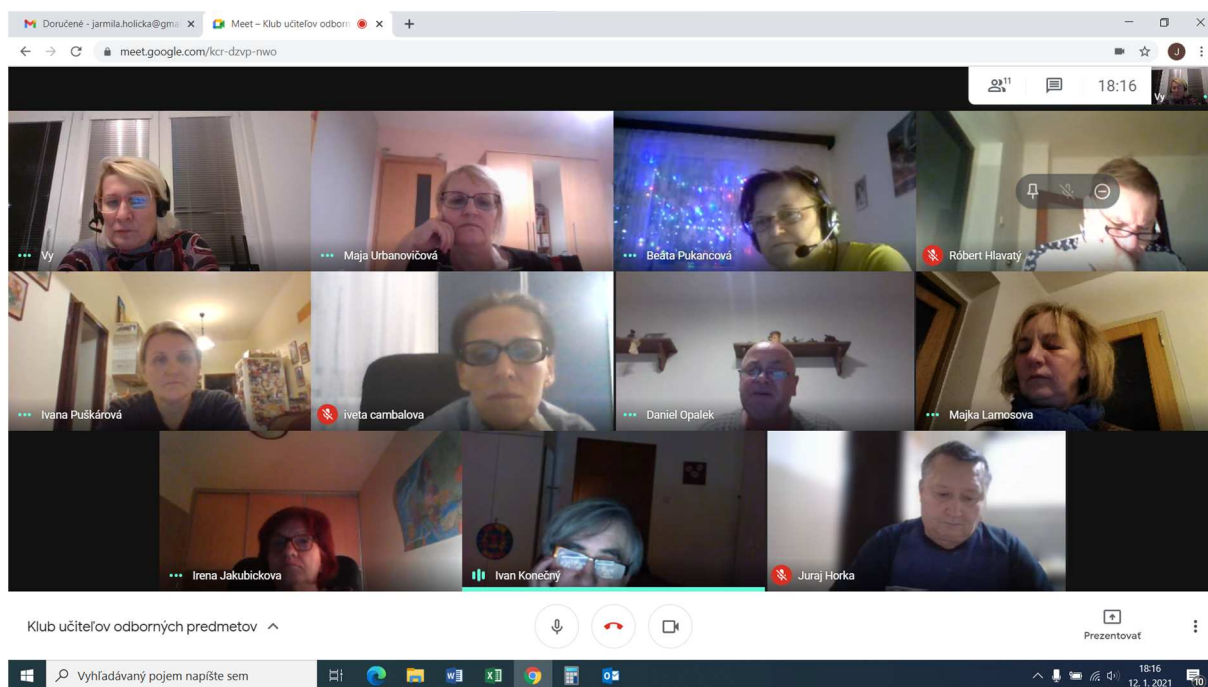 Doručené - jarmila.holicka@gma
Meet – Klub učiteľov odborn
meet.google.com/kcr-dzvp-nwo
J
11
18:16
Vy
Vy
Maja Urbanovičová
Beáta Pukancová
Róbert Hlavatý
Ivana Puškárová
iveta cambalova
Daniel Opalek
Majka Lamosova
Irena Jakubickova
Ivan Konečný
Juraj Horka
Klub učiteľov odborných predmetov
Prezentovať
Vyhľadávaný pojem napíšte sem
18:16
12. 1. 2021
10